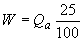 W = Qa 25/100